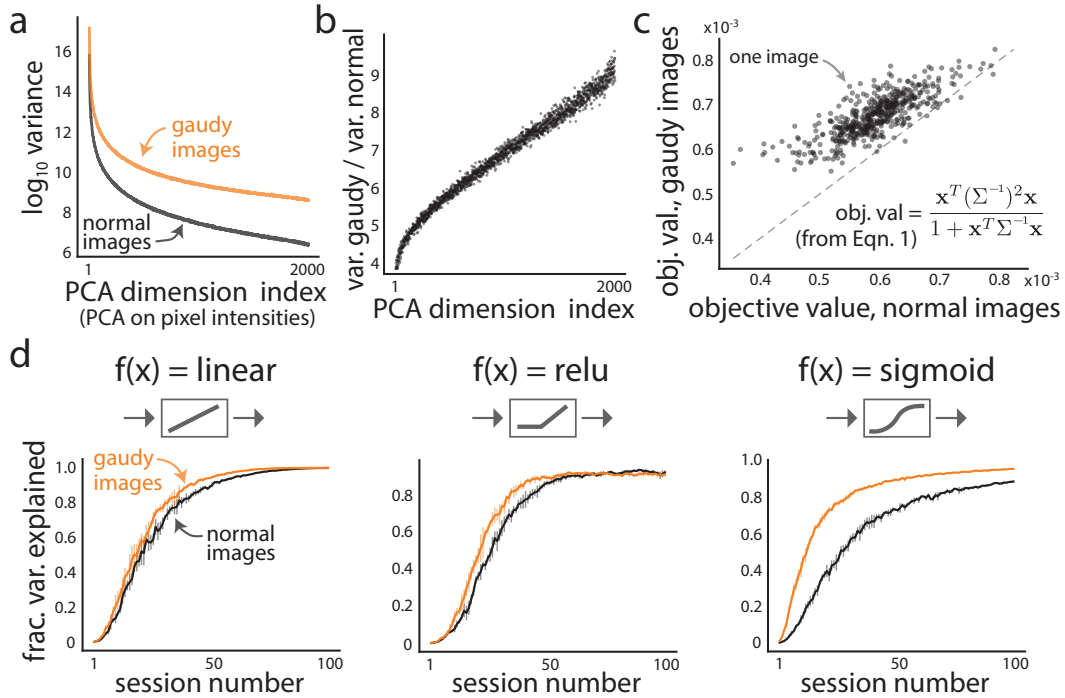 a
log10 variance
16
14
12
10
8
6
gaudy
images
normal
images
1
2000
PCA dimension index
(PCA on pixel intensities)
b
var. gaudy / var. normal
9
8
7
6
5
4
1
2000
PCA dimension index
c
obj. val., gaudy images
x10⁻³
0.8
0.7
0.6
0.5
0.4
one image
obj. val = x^T(Σ⁻¹)²x / 1 + x^TΣ⁻¹x
(from Eqn. 1)
0.4
0.5
0.6
0.7
0.8
x10⁻³
objective value, normal images
d
f(x) = linear
f(x) = relu
f(x) = sigmoid
frac. var. explained
1.0
0.8
0.6
0.4
0.2
0
gaudy
images
normal
images
1
50
100
session number
0.8
0.6
0.4
0.2
0
1
50
100
session number
1.0
0.8
0.6
0.4
0.2
0
1
50
100
session number